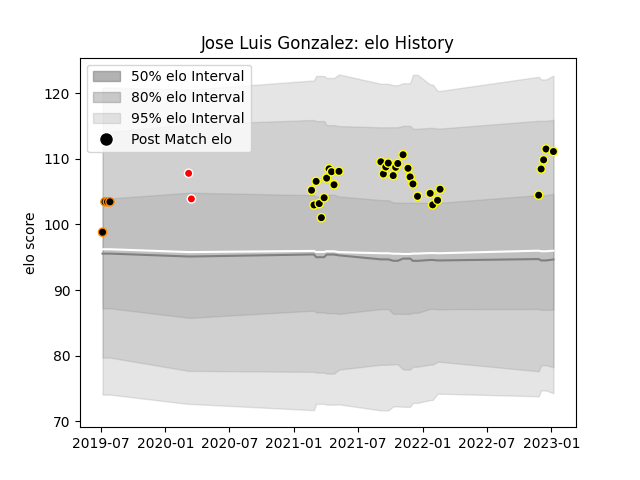 Jose Luis Gonzalez: elo History
50% elo Interval
80% elo Interval
95% elo Interval
Post Match elo
elo score
120
110
100
90
80
70
2019-07 2020-01 2020-07 2021-01 2021-07 2022-01 2022-07 2023-01